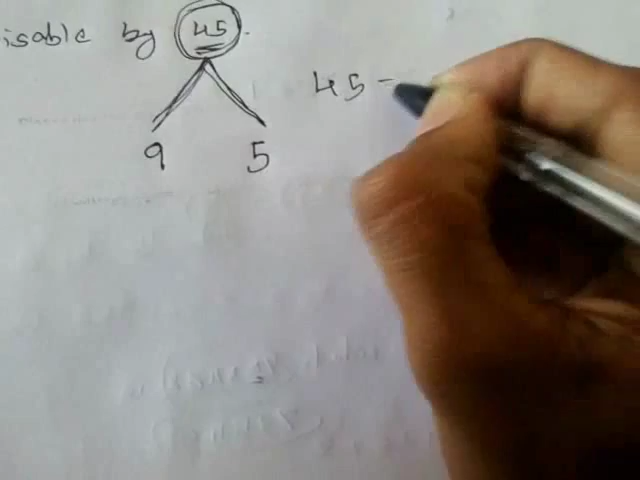 isable by 45.
45 =
9 5